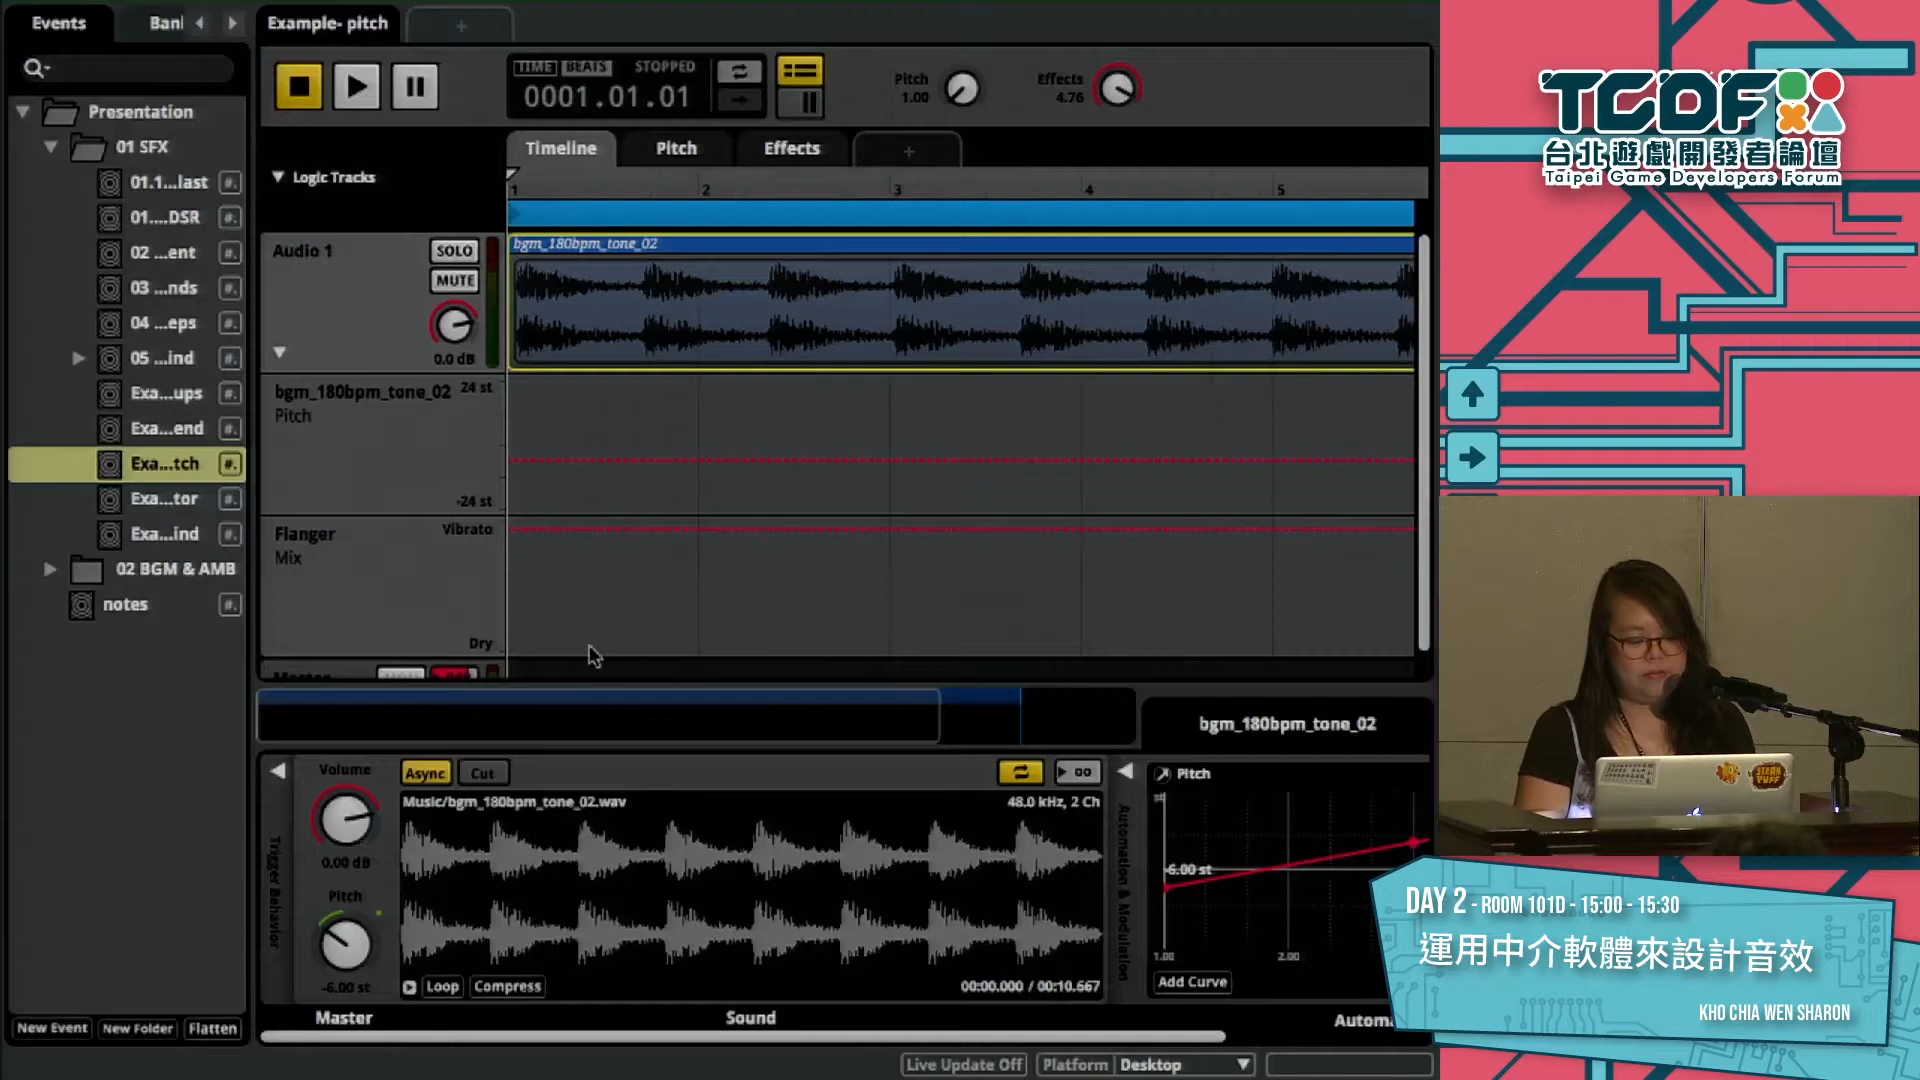 Events
Example- pitch
+
TIME BEATS STOPPED
0001.01.01
Pitch
1.00
Effects
4.76
Presentation
01 SFX
01.1...last #.
01....DSR #.
02 ...ent #.
03 ...nds #.
04 ...eps #.
05 ...ind #.
Exa...ups #.
Exa...end #.
Exa...tch #.
Exa...tor #.
Exa...ind #.
02 BGM & AMB
notes #.
New Event New Folder Flatten
Timeline Pitch Effects +
Logic Tracks
1 2 3 4 5
Audio 1
SOLO
MUTE
0.0 dB
bgm_180bpm_tone_02
bgm_180bpm_tone_02 24 st
Pitch
-24 st
Flanger Vibrato
Mix
Dry
bgm_180bpm_tone_02
Trigger Behavior
Volume
0.00 dB
Pitch
-6.00 st
Async Cut
Music/bgm_180bpm_tone_02.wav 48.0 kHz, 2 Ch
Loop Compress 00:00.000 / 00:10.667
Automation & Modulation
Pitch
-6.00 st
1.00 2.00
Add Curve
Master Sound
Live Update Off Platform Desktop
TGDF
台北遊戲開發者論壇
Taipei Game Developers Forum
STEAM PUFF
DAY 2 - ROOM 101D - 15:00 - 15:30
運用中介軟體來設計音效
KHO CHIA WEN SHARON